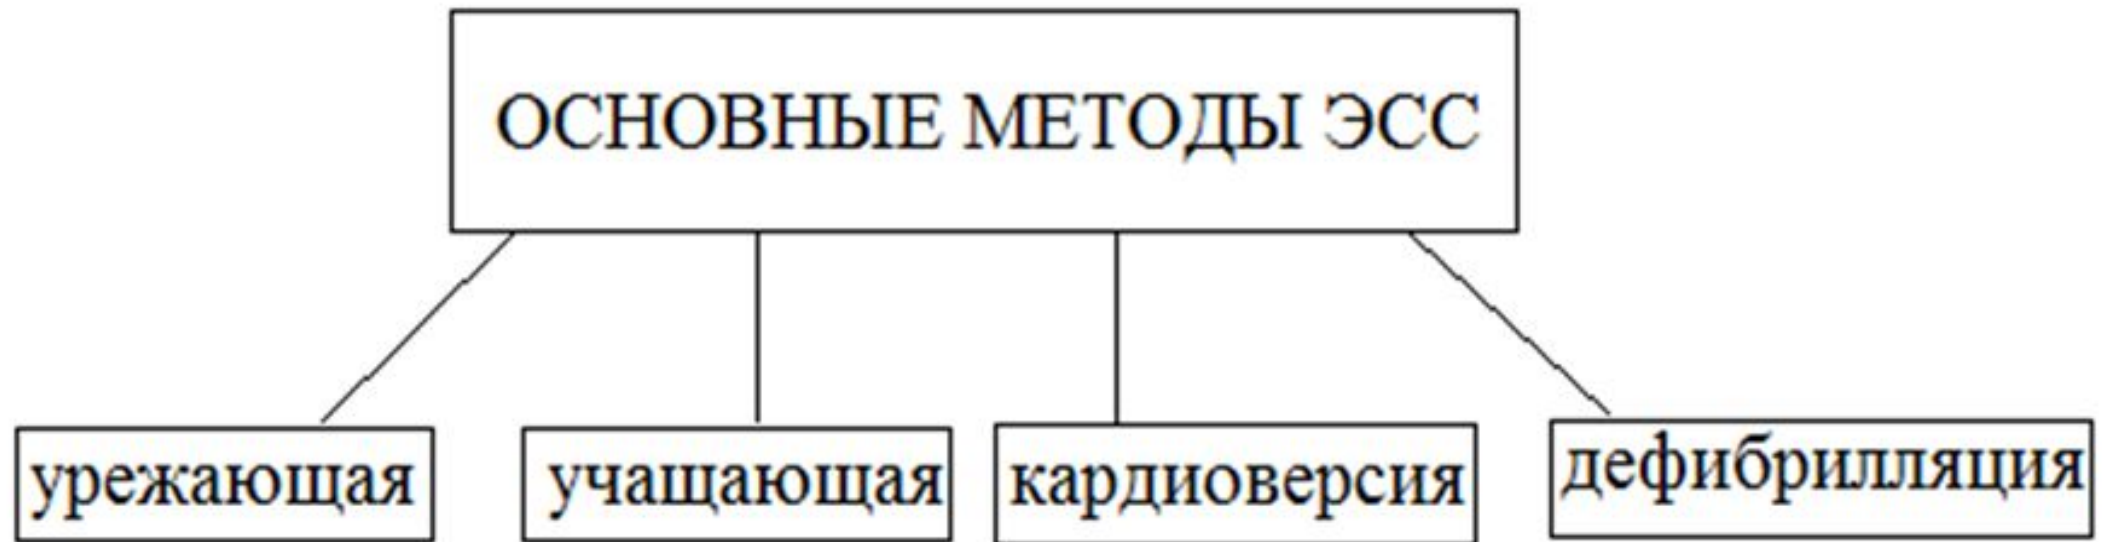 ОСНОВНЫЕ МЕТОДЫ ЭСС
урежающая
учащающая
кардиоверсия
дефибрилляция